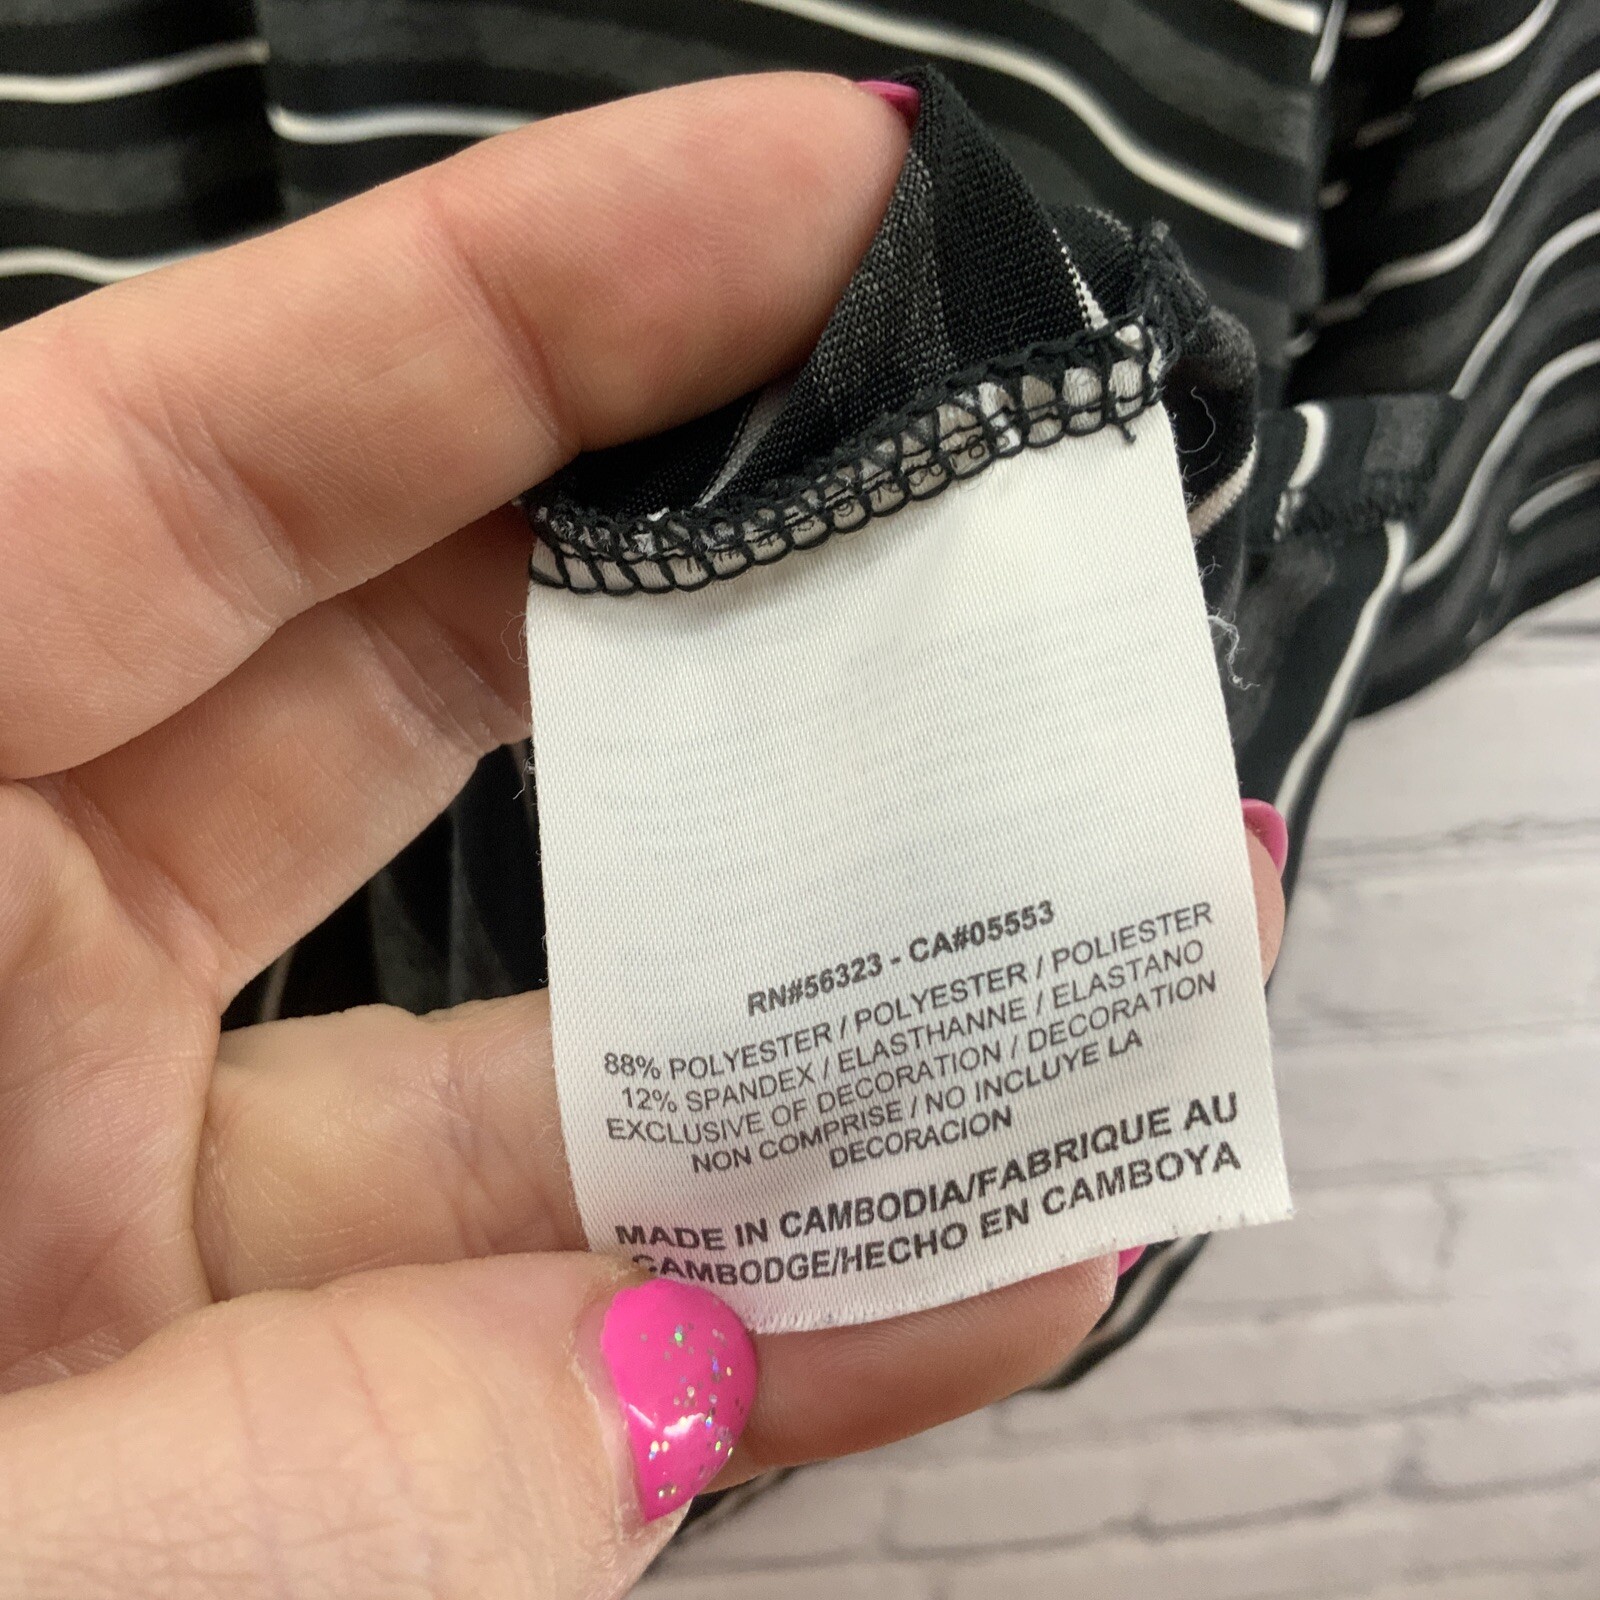 RN#56323 - CA#05553
88% POLYESTER / POLYESTER / POLIESTER
12% SPANDEX / ELASTHANNE / ELASTANO
EXCLUSIVE OF DECORATION / DECORATION
NON COMPRISE / NO INCLUYE LA
DECORACION
MADE IN CAMBODIA/FABRIQUE AU
CAMBODGE/HECHO EN CAMBOYA